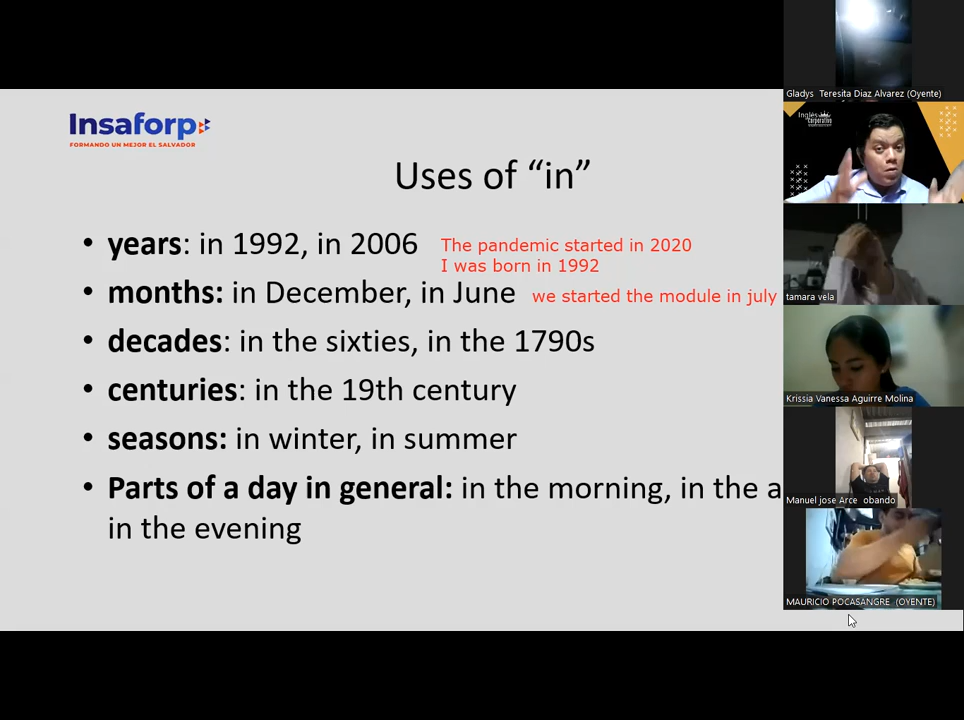 Insaforp
FORMANDO UN MEJOR EL SALVADOR
Uses of “in”
• years: in 1992, in 2006
The pandemic started in 2020
I was born in 1992
• months: in December, in June
we started the module in july
• decades: in the sixties, in the 1790s
• centuries: in the 19th century
• seasons: in winter, in summer
• Parts of a day in general: in the morning, in the a
in the evening
Gladys Teresita Diaz Alvarez (Oyente)
Inglés
corporativo
tamara vela
Krissia Vanessa Aguirre Molina
Manuel jose Arce obando
MAURICIO POCASANGRE (OYENTE)